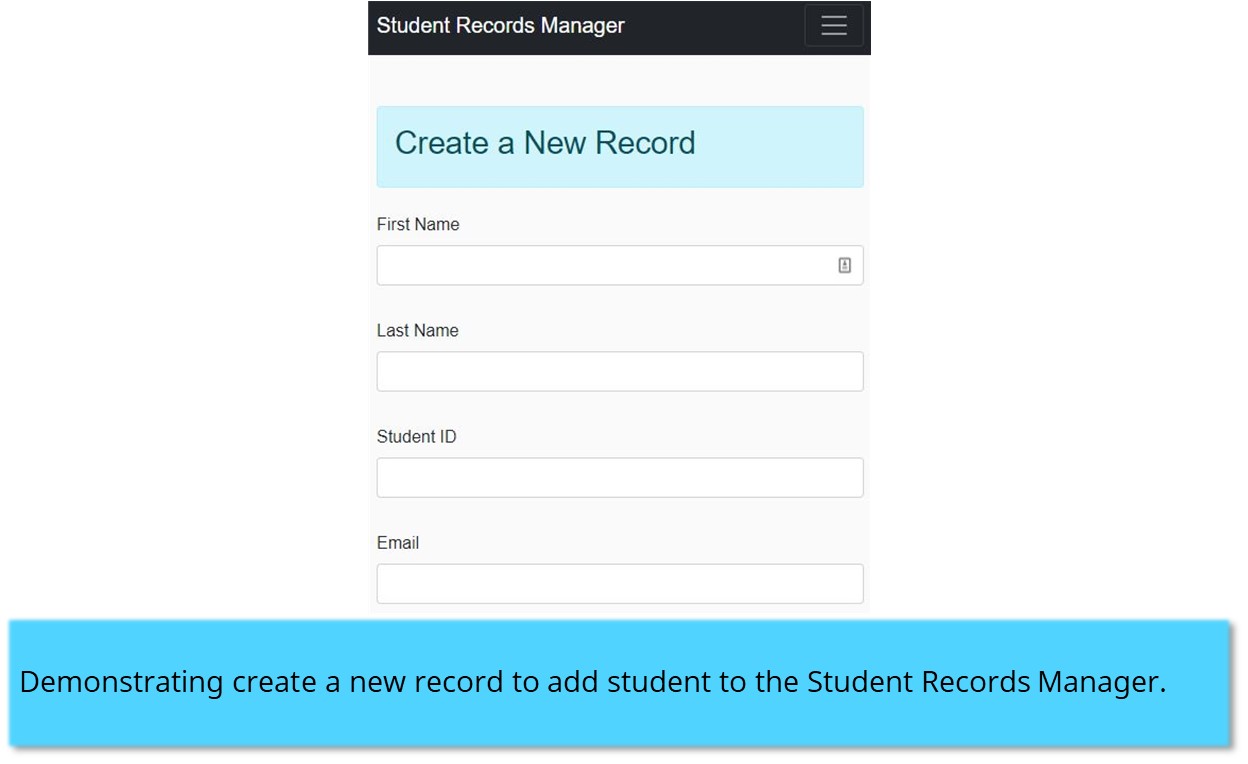 Student Records Manager
Create a New Record
First Name
Last Name
Student ID
Email
Demonstrating create a new record to add student to the Student Records Manager.